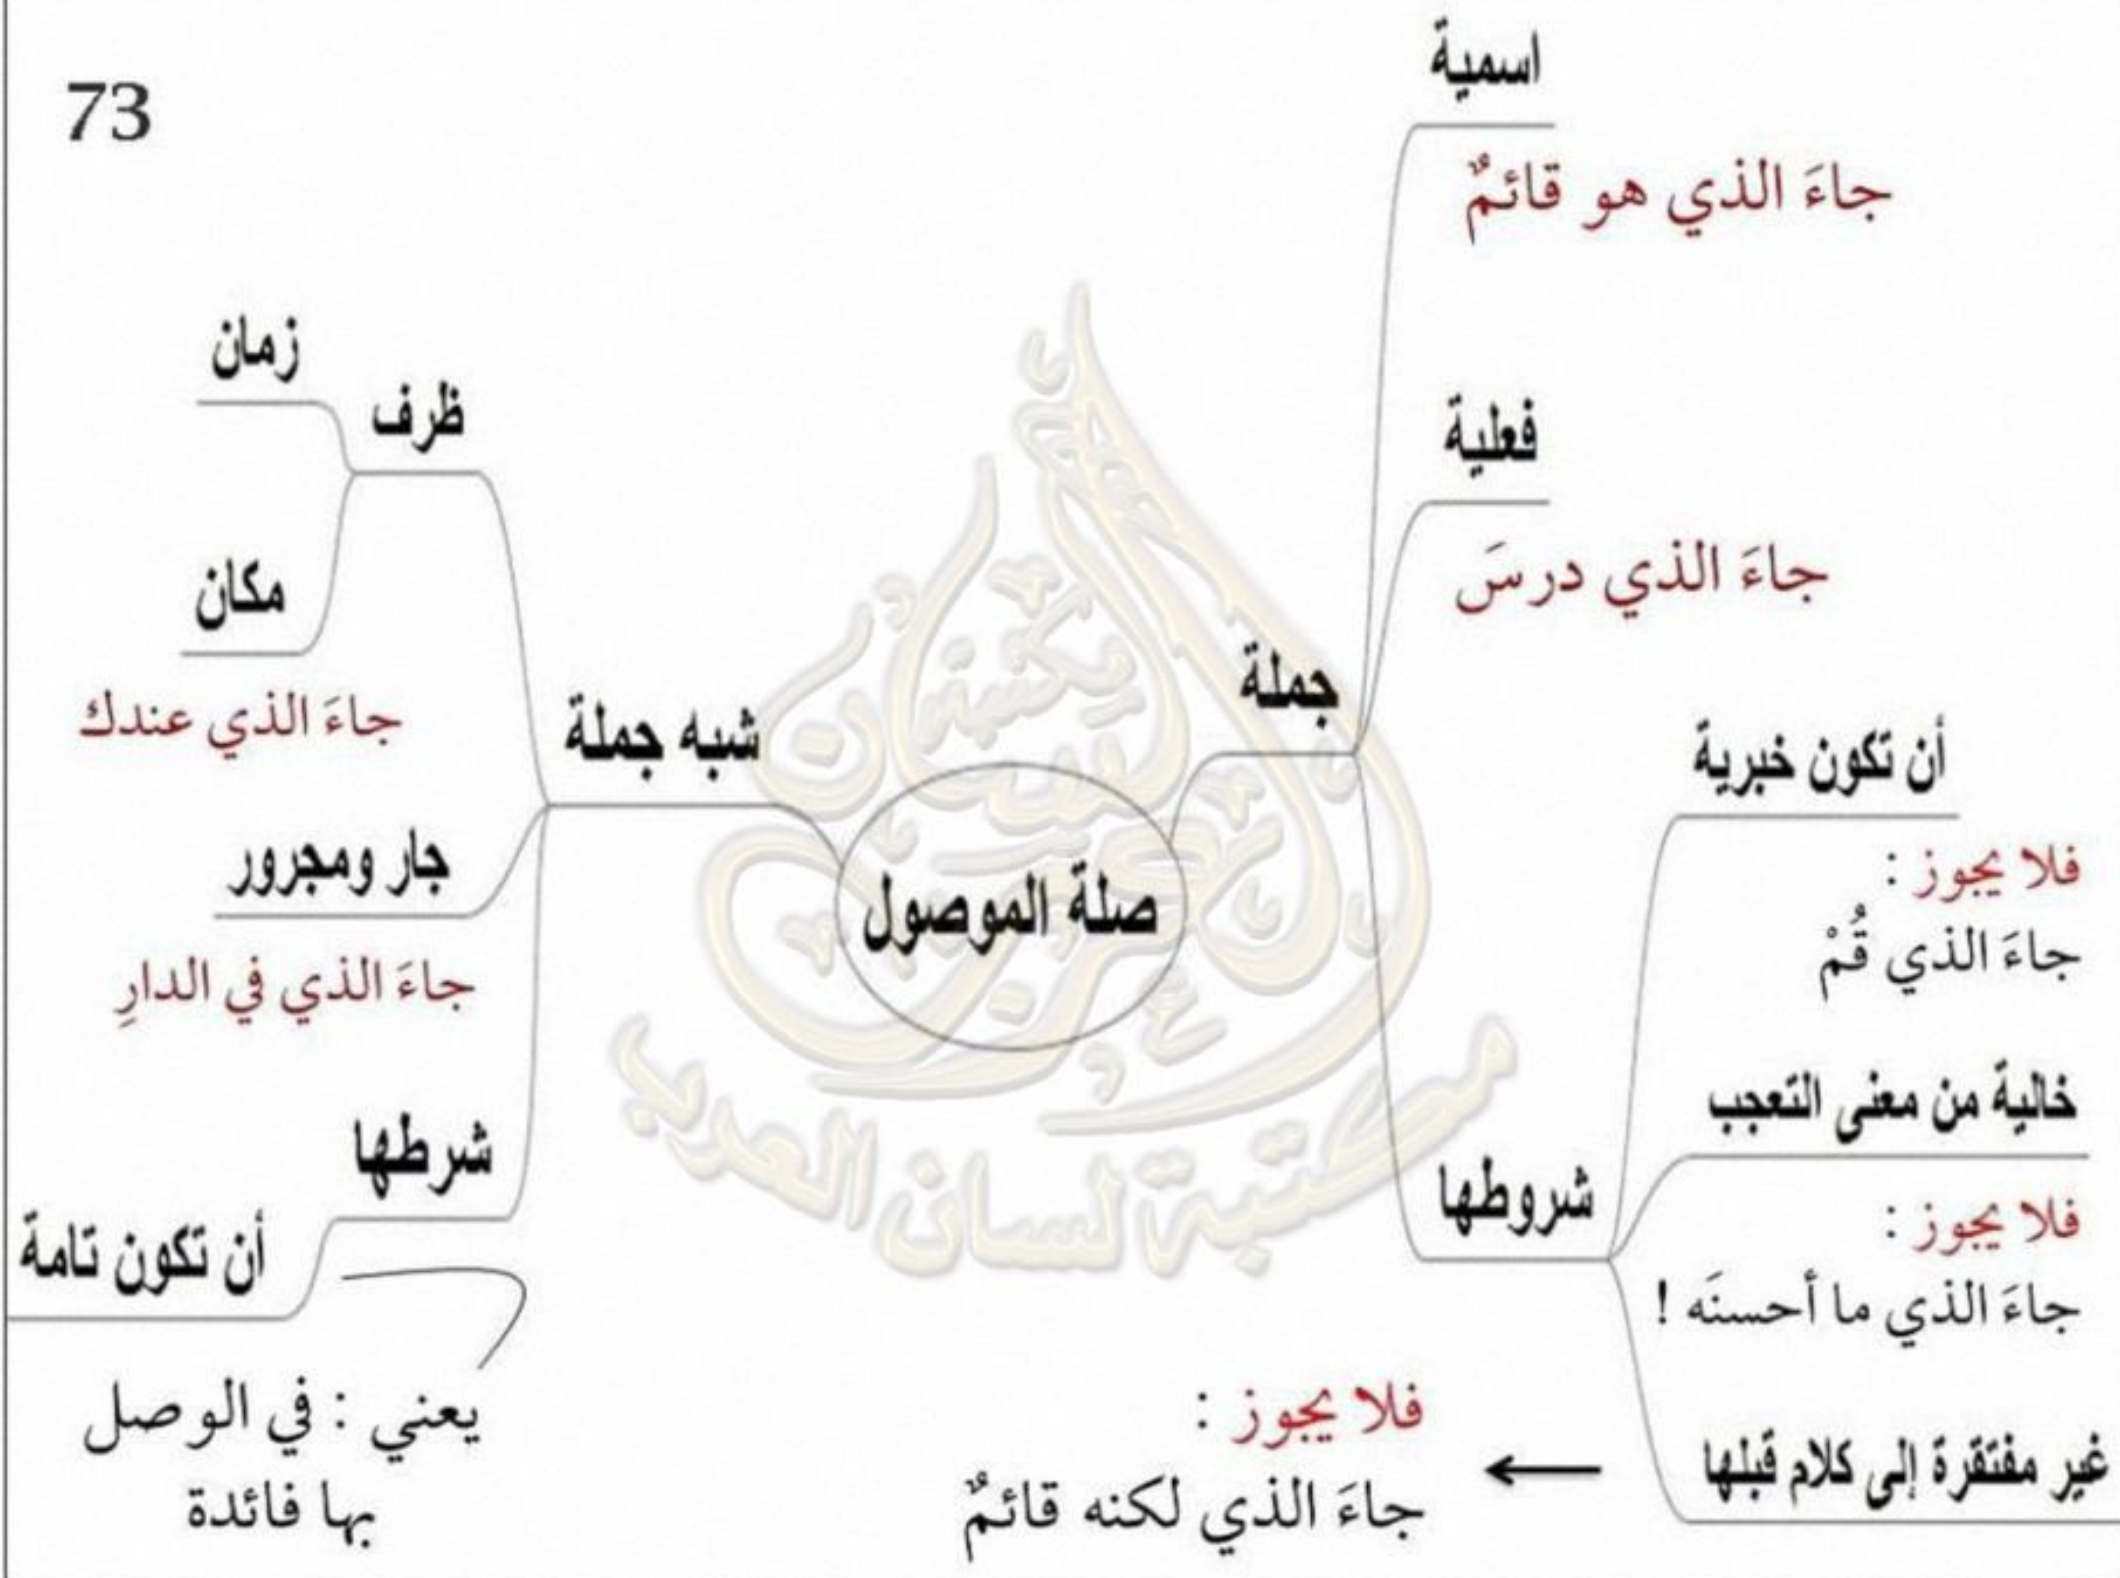 73
صلة الموصول
جملة
اسمية
جاءَ الذي هو قائمٌ
فعلية
جاءَ الذي درسَ
شروطها
أن تكون خبرية
فلا يجوز :
جاءَ الذي قُمْ
خالية من معنى التعجب
فلا يجوز :
جاءَ الذي ما أحسنَه !
غير مفتقرة إلى كلام قبلها
فلا يجوز :
جاءَ الذي لكنه قائمٌ
شبه جملة
ظرف
زمان
مكان
جاءَ الذي عندك
جار ومجرور
جاءَ الذي في الدارِ
شرطها
أن تكون تامة
يعني : في الوصل
بها فائدة
مكتبة لسان العرب